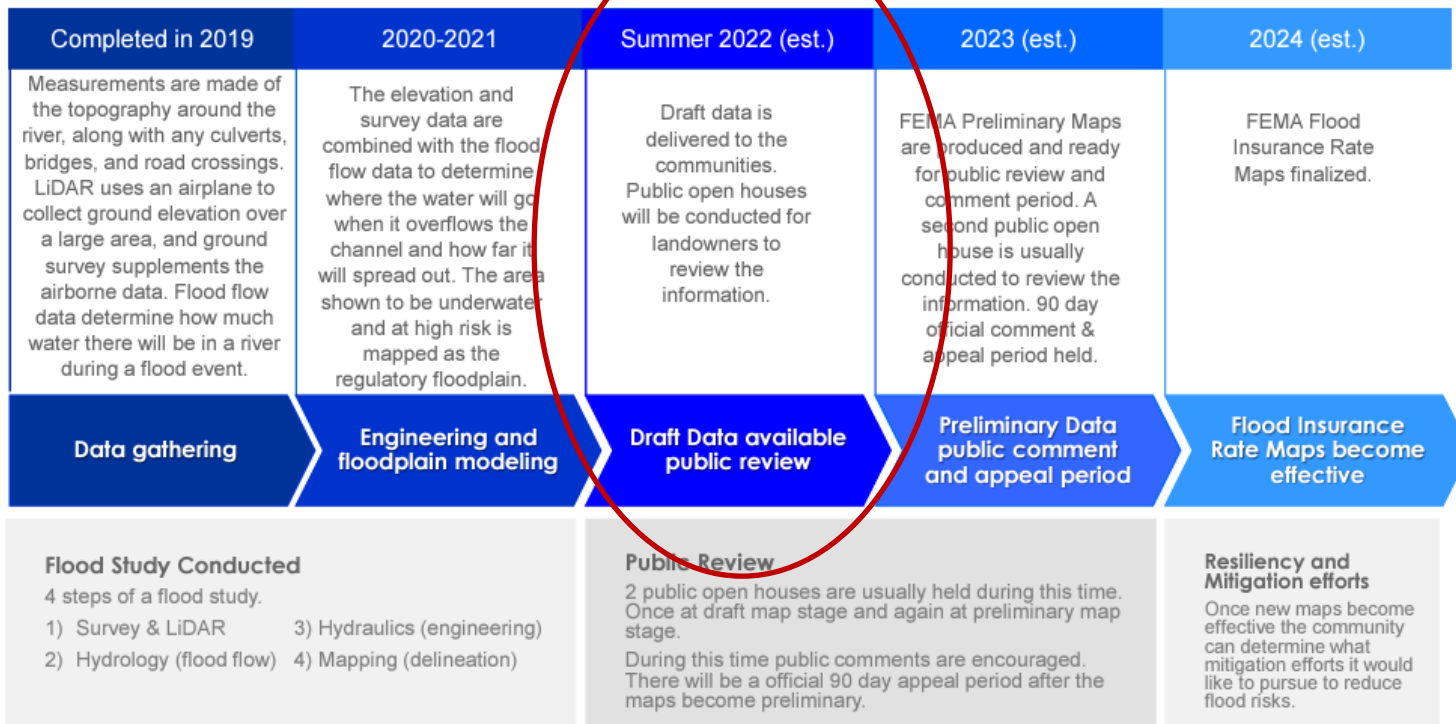 Completed in 2019
Measurements are made of
the topography around the
river, along with any culverts,
bridges, and road crossings.
LiDAR uses an airplane to
collect ground elevation over
a large area, and ground
survey supplements the
airborne data. Flood flow
data determine how much
water there will be in a river
during a flood event.
Data gathering
2020-2021
The elevation and
survey data are
combined with the flood
flow data to determine
where the water will go
when it overflows the
channel and how far it
will spread out. The area
shown to be underwater
and at high risk is
mapped as the
regulatory floodplain.
Engineering and
floodplain modeling
Summer 2022 (est.)
Draft data is
delivered to the
communities.
Public open houses
will be conducted for
landowners to
review the
information.
Draft Data available
public review
2023 (est.)
FEMA Preliminary Maps
are produced and ready
for public review and
comment period. A
second public open
house is usually
conducted to review the
information. 90 day
official comment &
appeal period held.
Preliminary Data
public comment
and appeal period
2024 (est.)
FEMA Flood
Insurance Rate
Maps finalized.
Flood Insurance
Rate Maps become
effective
Flood Study Conducted
4 steps of a flood study.
1) Survey & LiDAR
2) Hydrology (flood flow)
3) Hydraulics (engineering)
4) Mapping (delineation)
Public Review
2 public open houses are usually held during this time.
Once at draft map stage and again at preliminary map
stage.
During this time public comments are encouraged.
There will be a official 90 day appeal period after the
maps become preliminary.
Resiliency and
Mitigation efforts
Once new maps become
effective the community
can determine what
mitigation efforts it would
like to pursue to reduce
flood risks.